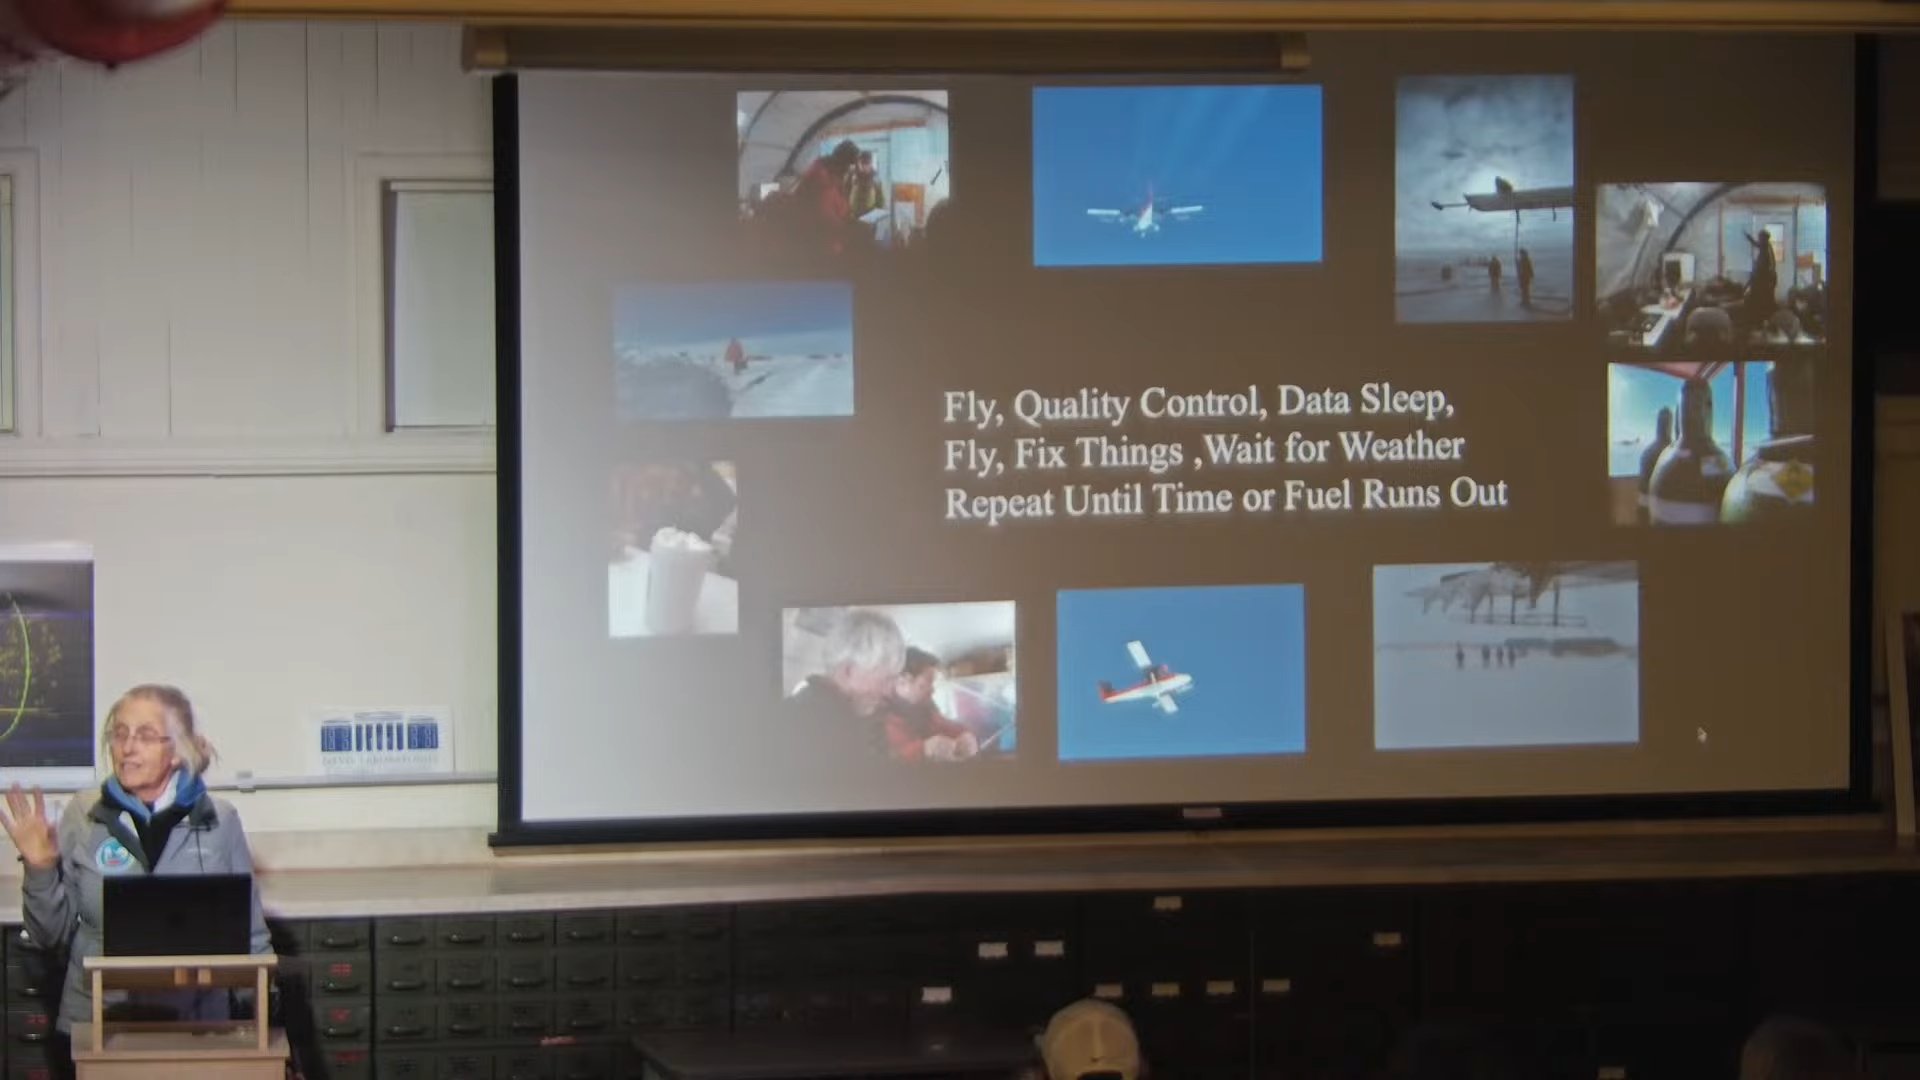 Fly, Quality Control, Data Sleep,
Fly, Fix Things ,Wait for Weather
Repeat Until Time or Fuel Runs Out